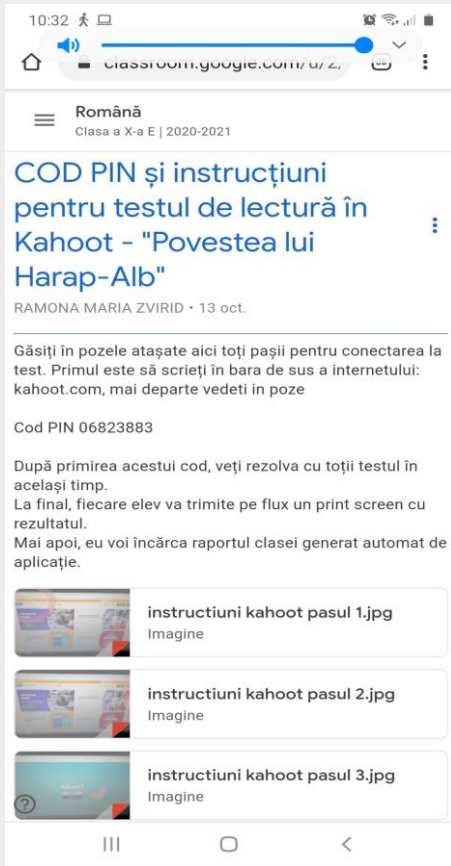 10:32
classroom.google.com/u/2/
Română
Clasa a X-a E | 2020-2021
COD PIN și instrucțiuni
pentru testul de lectură în
Kahoot - "Povestea lui
Harap-Alb"
RAMONA MARIA ZVIRID • 13 oct.
Găsiți în pozele atașate aici toți pașii pentru conectarea la
test. Primul este să scrieți în bara de sus a internetului:
kahoot.com, mai departe vedeti in poze
Cod PIN 06823883
După primirea acestui cod, veți rezolva cu toții testul în
același timp.
La final, fiecare elev va trimite pe flux un print screen cu
rezultatul.
Mai apoi, eu voi încărca raportul clasei generat automat de
aplicație.
instructiuni kahoot pasul 1.jpg
Imagine
instructiuni kahoot pasul 2.jpg
Imagine
instructiuni kahoot pasul 3.jpg
Imagine